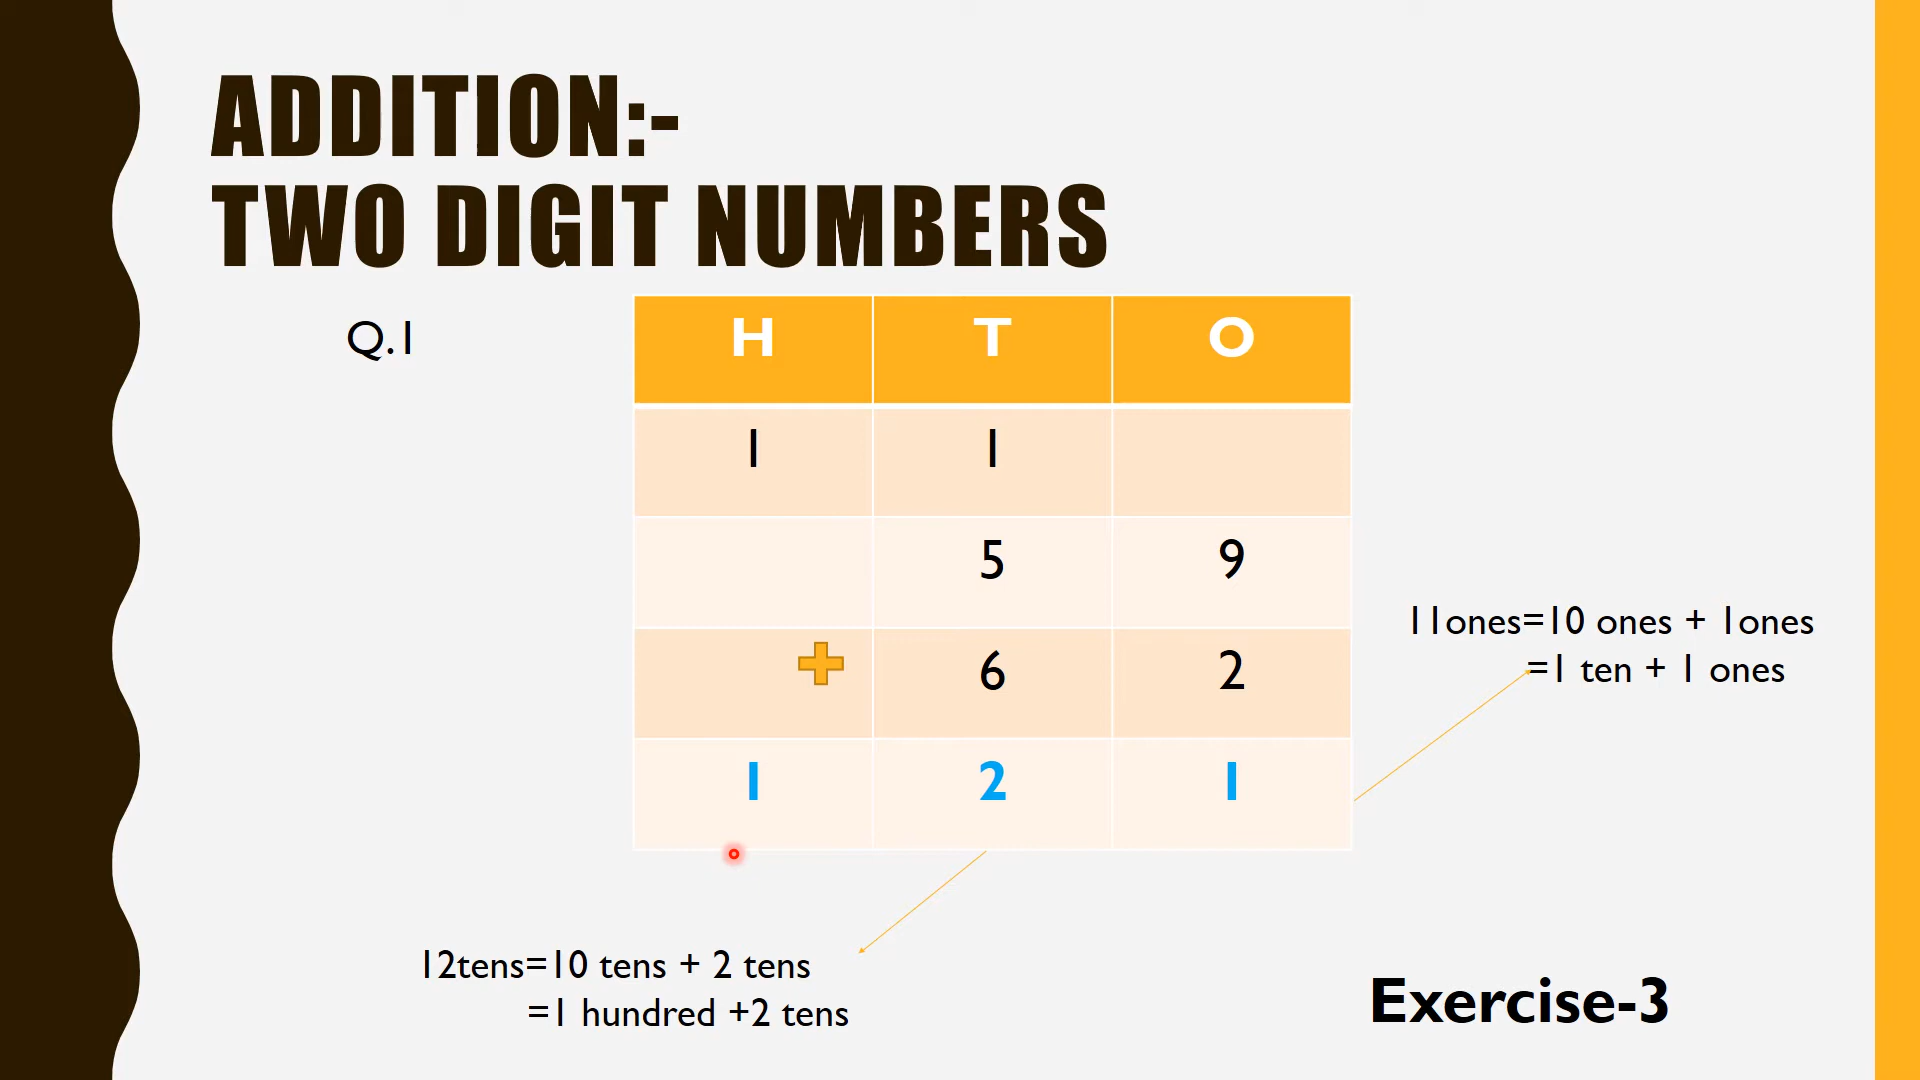 ADDITION:-
TWO DIGIT NUMBERS
Q.1
H T O
1 1
5 9
+ 6 2
1 2 1
11ones=10 ones + 1ones
=1 ten + 1 ones
12tens=10 tens + 2 tens
=1 hundred +2 tens
Exercise-3